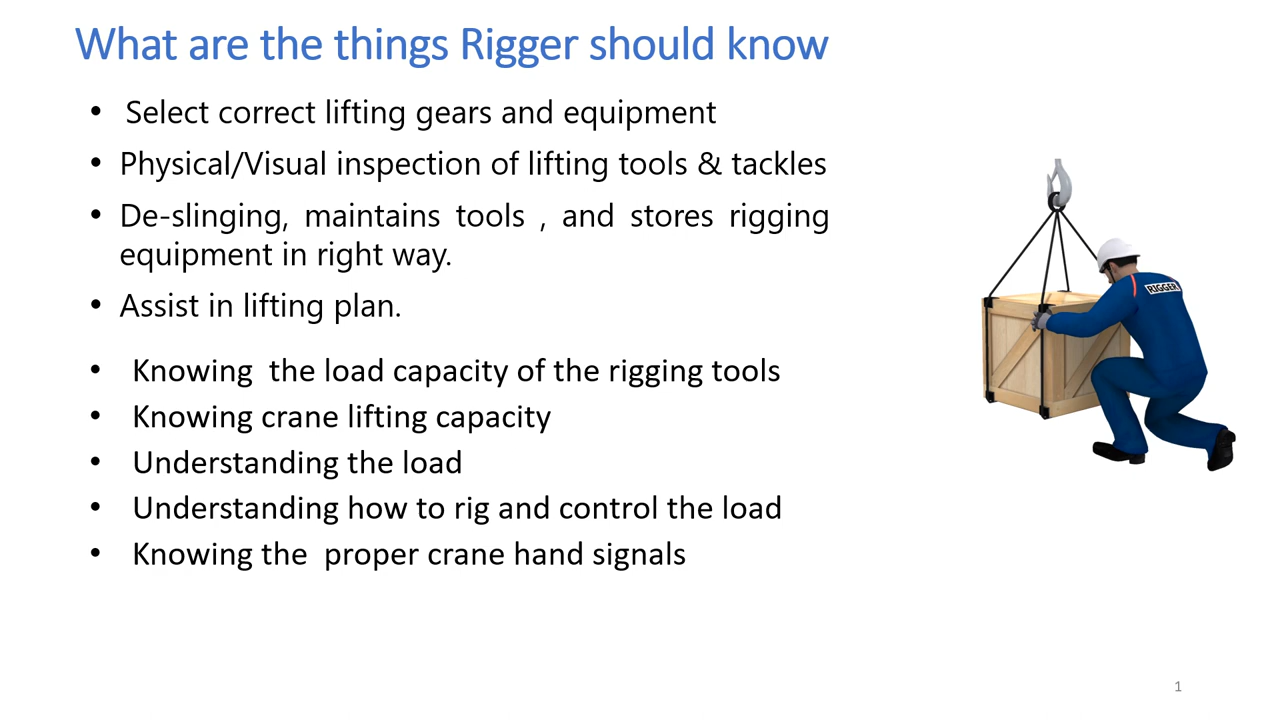 What are the things Rigger should know
• Select correct lifting gears and equipment
• Physical/Visual inspection of lifting tools & tackles
• De-slinging, maintains tools , and stores rigging
equipment in right way.
• Assist in lifting plan.
• Knowing  the load capacity of the rigging tools
• Knowing crane lifting capacity
• Understanding the load
• Understanding how to rig and control the load
• Knowing the  proper crane hand signals
RIGGER
1